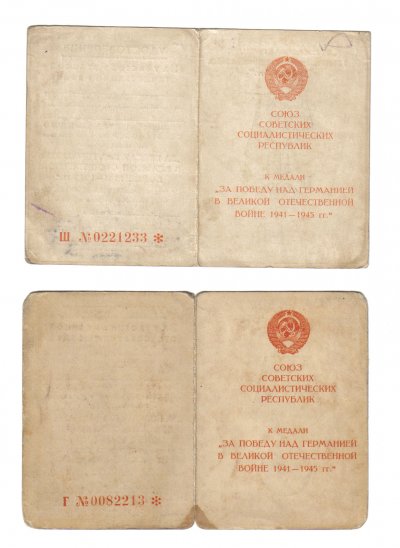 СОЮЗ
СОВЕТСКИХ
СОЦИАЛИСТИЧЕСКИХ
РЕСПУБЛИК
К МЕДАЛИ
„ЗА ПОБЕДУ НАД ГЕРМАНИЕЙ
В ВЕЛИКОЙ ОТЕЧЕСТВЕННОЙ
ВОЙНЕ 1941—1945 гг."
Ш №0221233 *
СОЮЗ
СОВЕТСКИХ
СОЦИАЛИСТИЧЕСКИХ
РЕСПУБЛИК
К МЕДАЛИ
„ЗА ПОБЕДУ НАД ГЕРМАНИЕЙ
В ВЕЛИКОЙ ОТЕЧЕСТВЕННОЙ
ВОЙНЕ 1941—1945 гг."
Г №0082213 *